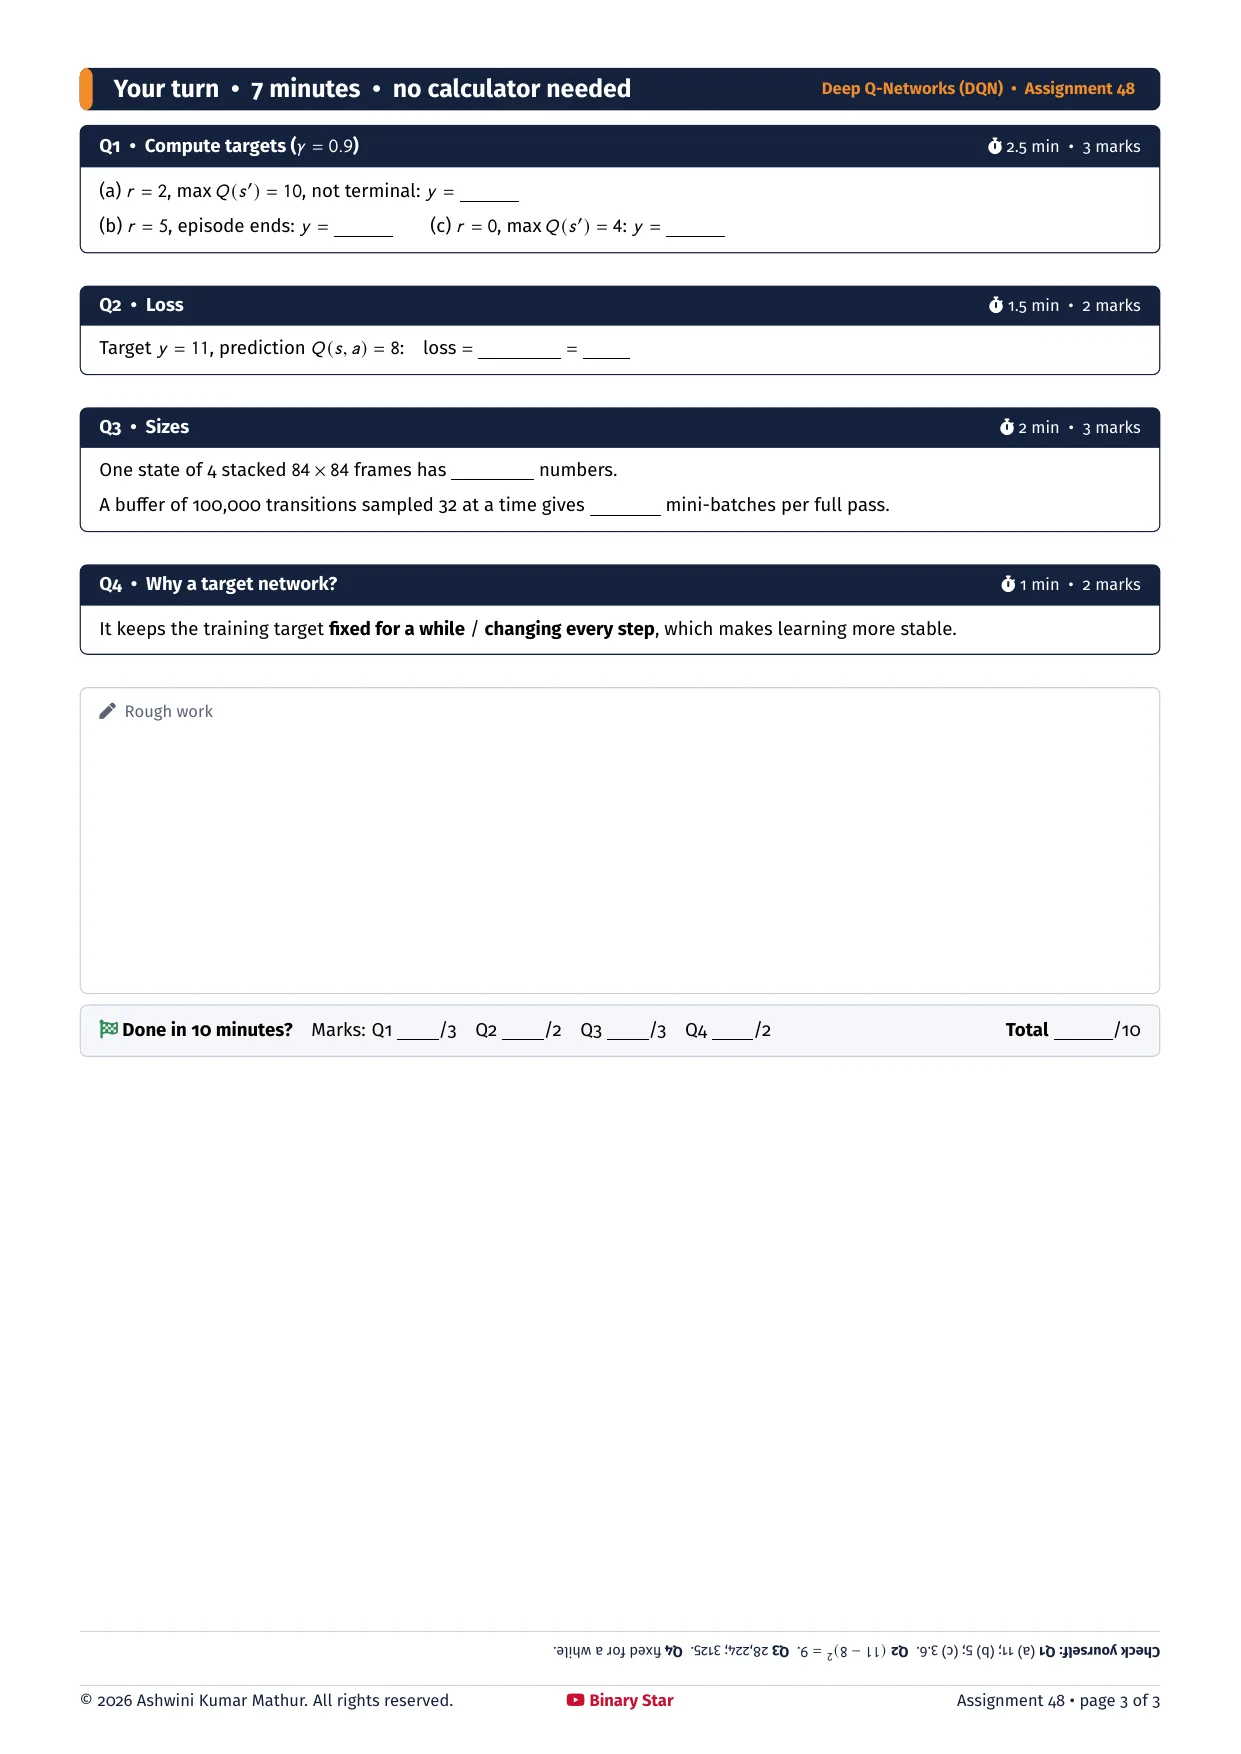 Your turn • 7 minutes • no calculator needed
Deep Q-Networks (DQN) • Assignment 48
Q1 • Compute targets (γ = 0.9)
2.5 min • 3 marks
(a) r = 2, max Q(s′) = 10, not terminal: y = ______
(b) r = 5, episode ends: y = ______ (c) r = 0, max Q(s′) = 4: y = ______
Q2 • Loss
1.5 min • 2 marks
Target y = 11, prediction Q(s, a) = 8: loss = ________ = _____
Q3 • Sizes
2 min • 3 marks
One state of 4 stacked 84 × 84 frames has ________ numbers.
A buffer of 100,000 transitions sampled 32 at a time gives _______ mini-batches per full pass.
Q4 • Why a target network?
1 min • 2 marks
It keeps the training target fixed for a while / changing every step, which makes learning more stable.
Rough work
Done in 10 minutes? Marks: Q1 ____/3 Q2 ____/2 Q3 ____/3 Q4 ____/2
Total ______/10
Check yourself: Q1 (a) 11; (b) 5; (c) 3.6. Q2 (11 − 8)² = 9. Q3 28,224; 3125. Q4 fixed for a while.
© 2026 Ashwini Kumar Mathur. All rights reserved.
Binary Star
Assignment 48 • page 3 of 3